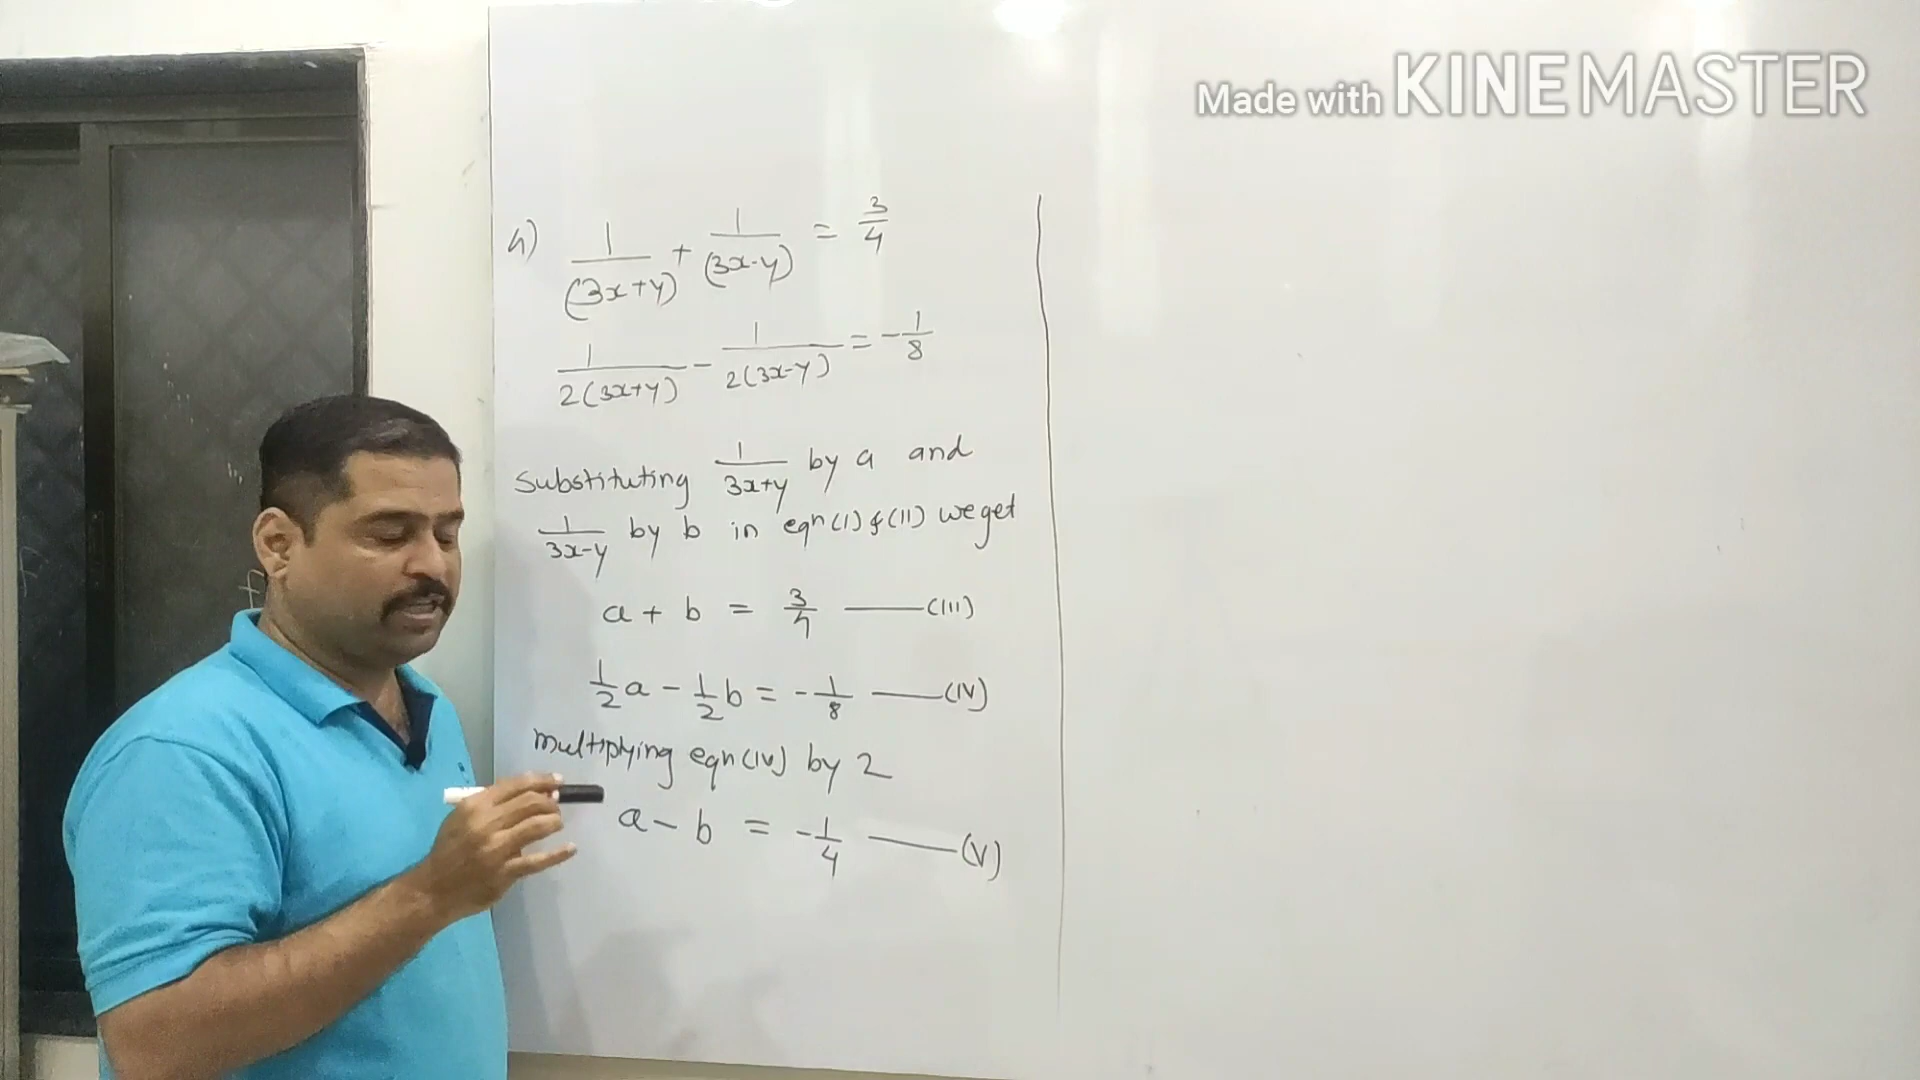 Made with KINEMASTER
4) 1/(3x+y) + 1/(3x-y) = 3/4
1/2(3x+y) - 1/2(3x-y) = -1/8
Substituting 1/3x+y by a and
1/3x-y by b in eqn (I) & (II) we get
a + b = 3/4 —— (III)
1/2 a - 1/2 b = -1/8 —— (IV)
multiplying eqn (IV) by 2
a - b = -1/4 —— (V)